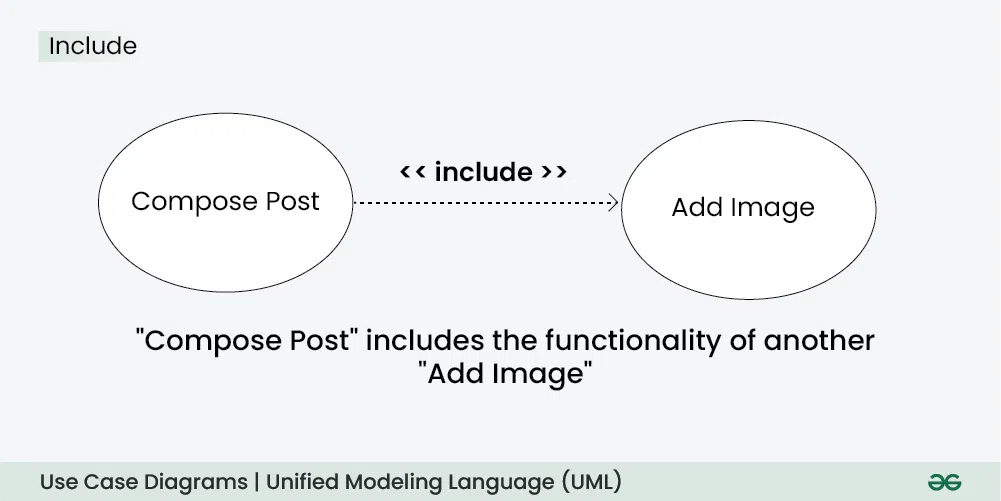 Include
<< include >>
Compose Post
Add Image
"Compose Post" includes the functionality of another
"Add Image"
Use Case Diagrams | Unified Modeling Language (UML)